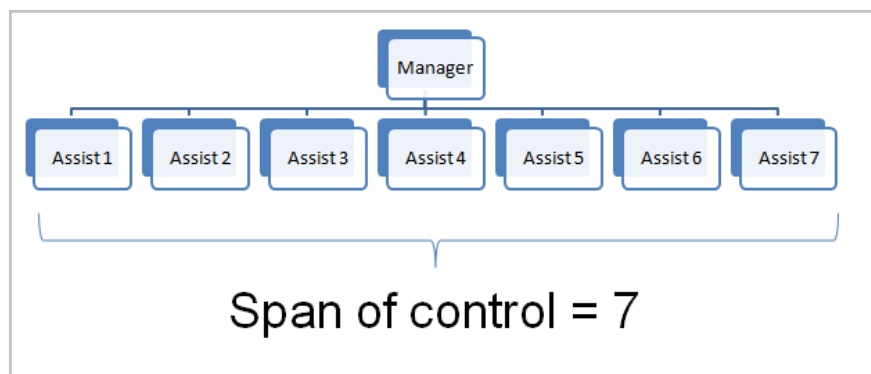 Manager
Assist 1 Assist 2 Assist 3 Assist 4 Assist 5 Assist 6 Assist 7
Span of control = 7